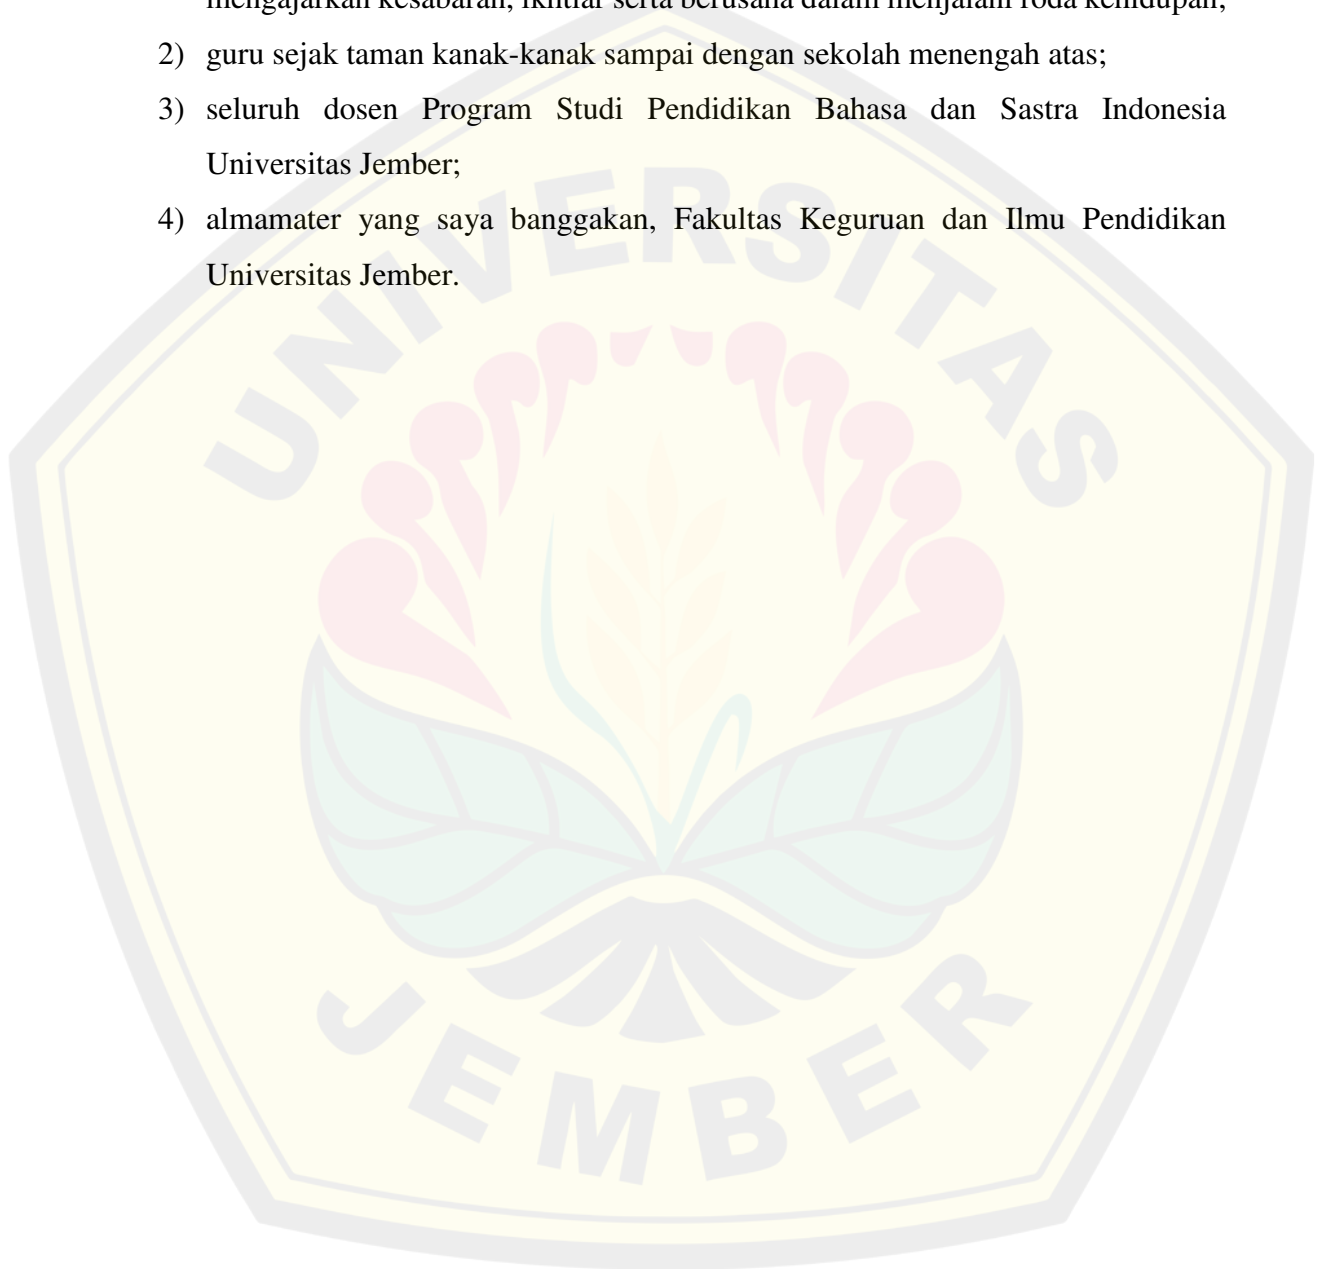 mengajarkan kesabaran, ikhtiar serta berusaha dalam menjalani roda kehidupan;
2) guru sejak taman kanak-kanak sampai dengan sekolah menengah atas;
3) seluruh dosen Program Studi Pendidikan Bahasa dan Sastra Indonesia
Universitas Jember;
4) almamater yang saya banggakan, Fakultas Keguruan dan Ilmu Pendidikan
Universitas Jember.
UNIVERSITAS
JEMBER